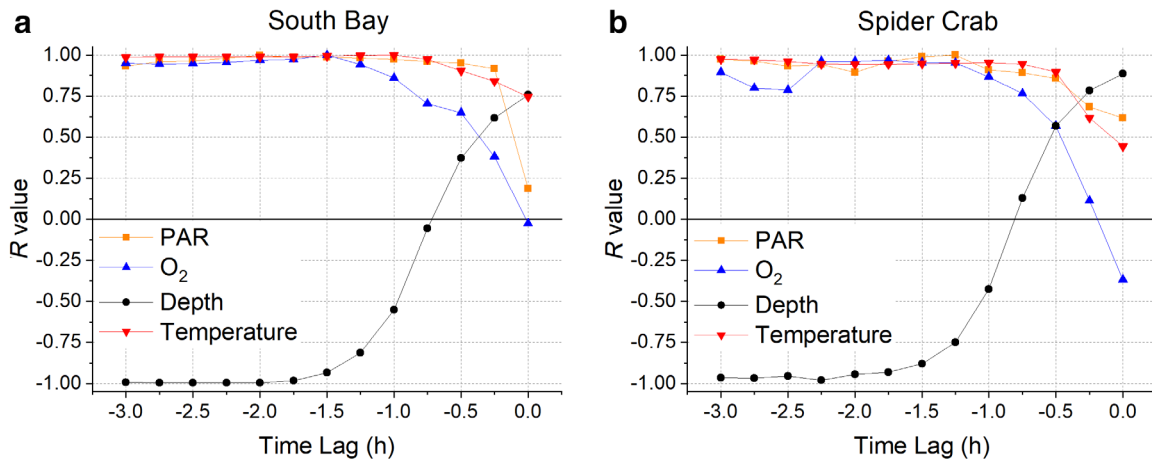 a
South Bay
1.00
0.75
0.50
0.25
0.00
-0.25
-0.50
-0.75
-1.00
R value
PAR
O₂
Depth
Temperature
-3.0 -2.5 -2.0 -1.5 -1.0 -0.5 0.0
Time Lag (h)
b
Spider Crab
1.00
0.75
0.50
0.25
0.00
-0.25
-0.50
-0.75
-1.00
R value
PAR
O₂
Depth
Temperature
-3.0 -2.5 -2.0 -1.5 -1.0 -0.5 0.0
Time Lag (h)